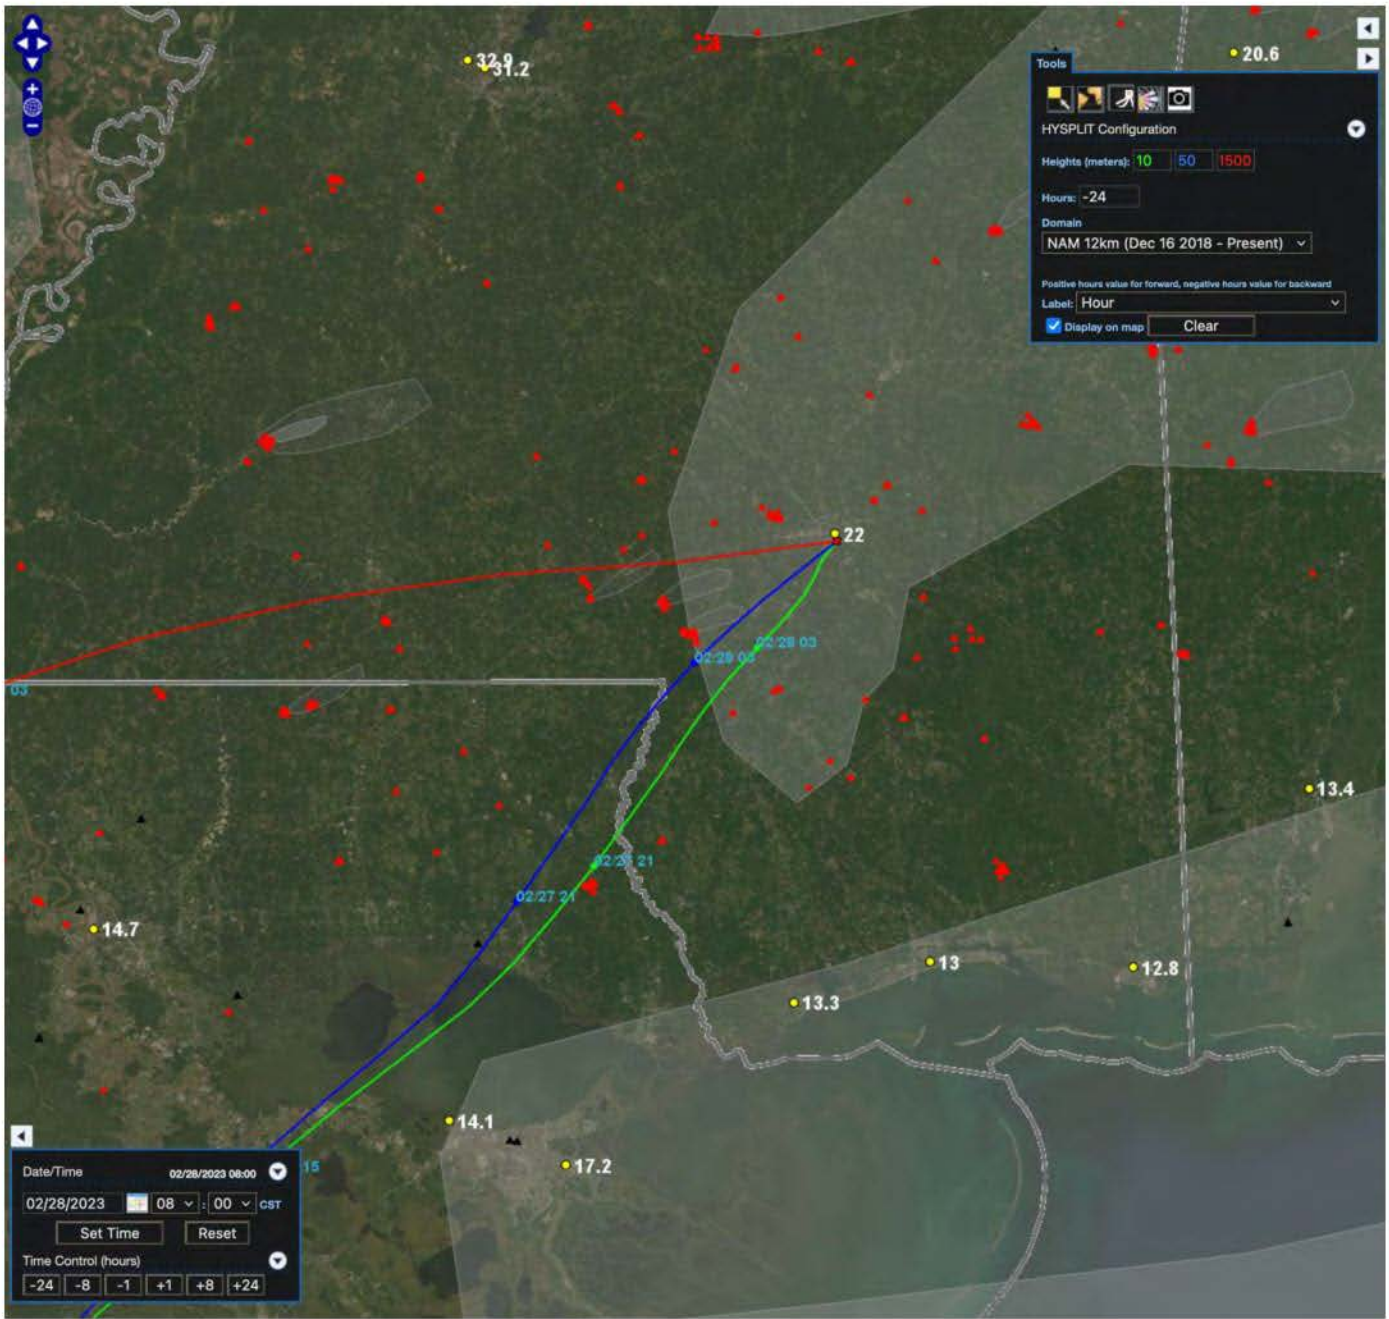 32.9
31.2
20.6
Tools
HYSPLIT Configuration
Heights (meters): 10 50 1500
Hours: -24
Domain
NAM 12km (Dec 16 2018 - Present)
Positive hours value for forward, negative hours value for backward
Label: Hour
Display on map Clear
22
02/28 03
02/28 03
03
13.4
02/27 21
02/27 21
14.7
13
12.8
13.3
14.1
17.2
15
Date/Time 02/28/2023 08:00
02/28/2023 08 : 00 CST
Set Time Reset
Time Control (hours)
-24 -8 -1 +1 +8 +24